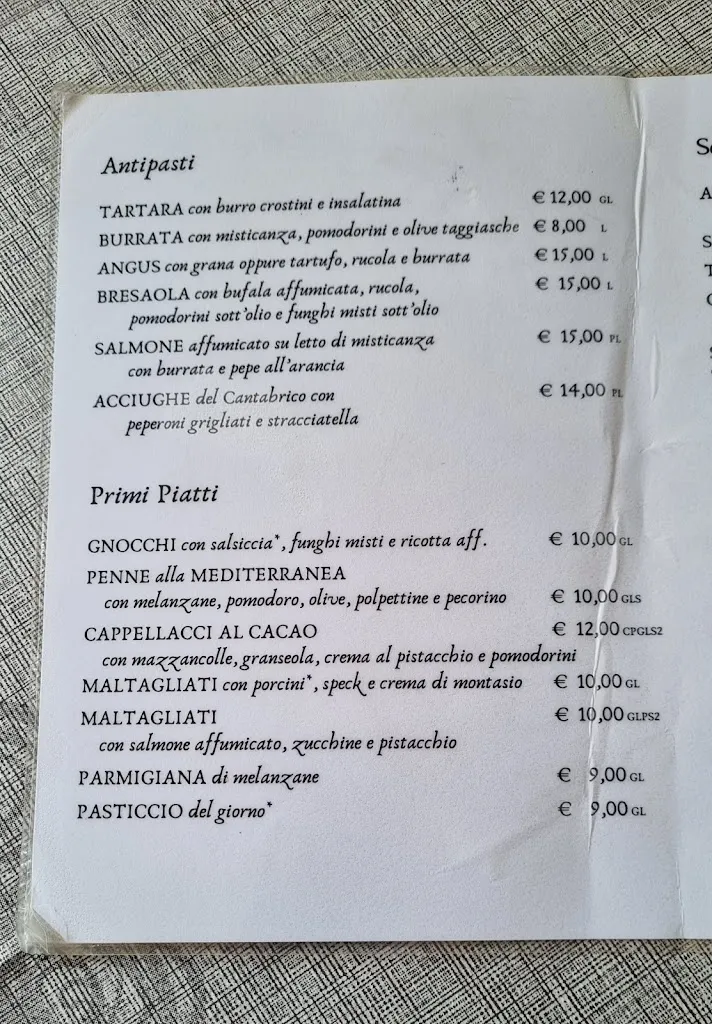 Antipasti
TARTARA con burro crostini e insalatina € 12,00 GL
BURRATA con misticanza, pomodorini e olive taggiasche € 8,00 L
ANGUS con grana oppure tartufo, rucola e burrata € 15,00 L
BRESAOLA con bufala affumicata, rucola, € 15,00 L
pomodorini sott'olio e funghi misti sott'olio
SALMONE affumicato su letto di misticanza € 15,00 PL
con burrata e pepe all'arancia
ACCIUGHE del Cantabrico con € 14,00 PL
peperoni grigliati e stracciatella
Primi Piatti
GNOCCHI con salsiccia*, funghi misti e ricotta aff. € 10,00 GL
PENNE alla MEDITERRANEA
con melanzane, pomodoro, olive, polpettine e pecorino € 10,00 GLS
CAPPELLACCI AL CACAO € 12,00 CPGLS2
con mazzancolle, granseola, crema al pistacchio e pomodorini
MALTAGLIATI con porcini*, speck e crema di montasio € 10,00 GL
MALTAGLIATI € 10,00 GLPS2
con salmone affumicato, zucchine e pistacchio
PARMIGIANA di melanzane € 9,00 GL
PASTICCIO del giorno* € 9,00 GL